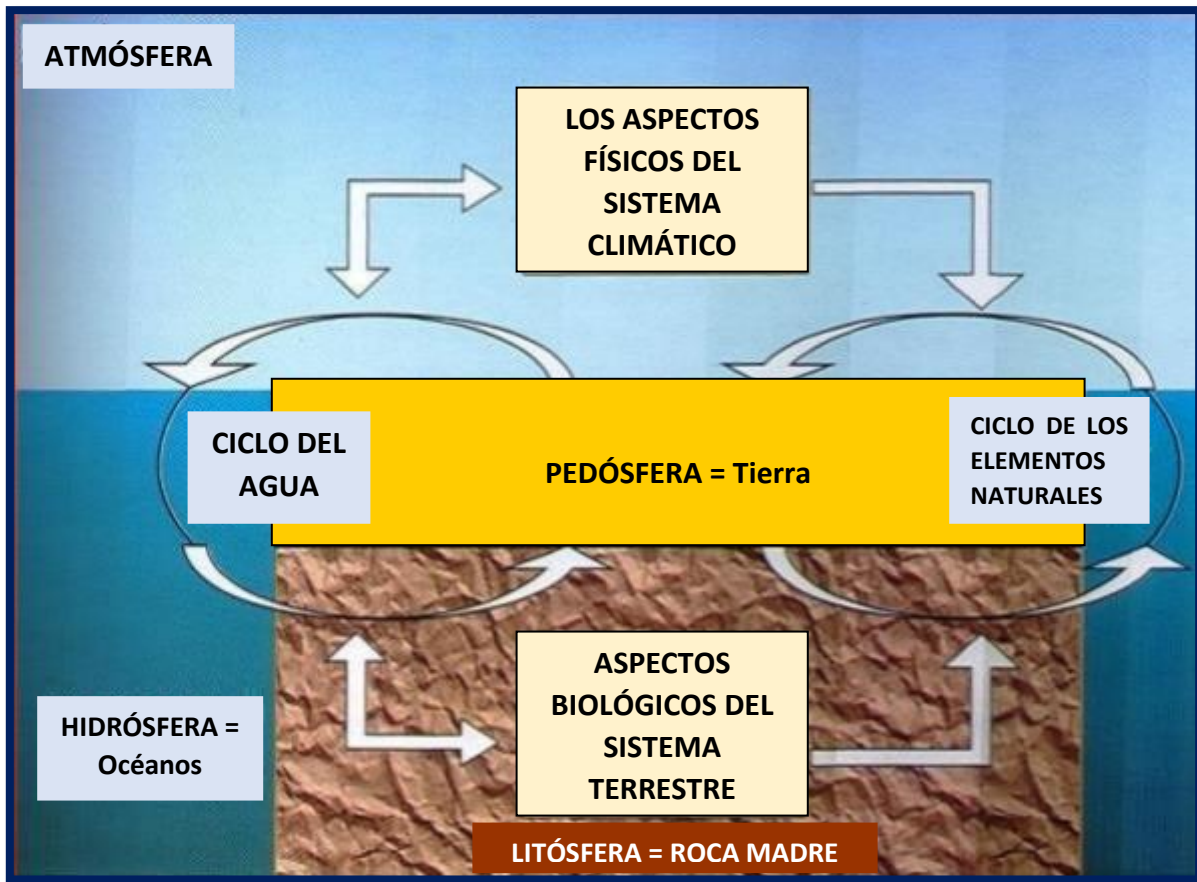 ATMÓSFERA
LOS ASPECTOS
FÍSICOS DEL
SISTEMA
CLIMÁTICO
CICLO DEL
AGUA
PEDÓSFERA = Tierra
CICLO DE LOS
ELEMENTOS
NATURALES
HIDRÓSFERA =
Océanos
ASPECTOS
BIOLÓGICOS DEL
SISTEMA
TERRESTRE
LITÓSFERA = ROCA MADRE